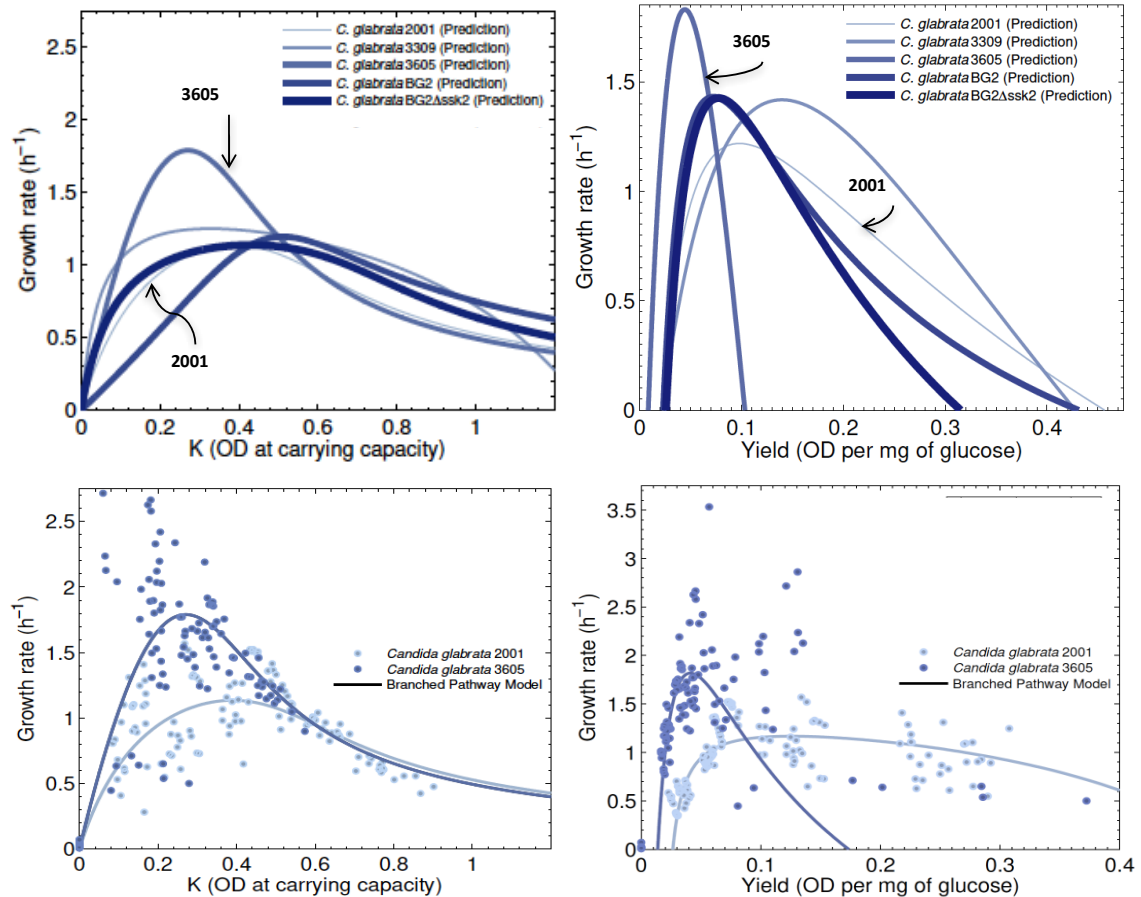 C. glabrata 2001 (Prediction)
C. glabrata 3309 (Prediction)
C. glabrata 3605 (Prediction)
C. glabrata BG2 (Prediction)
C. glabrata BG2Δssk2 (Prediction)
3605
2001
2.5
2
1.5
1
0.5
0
Growth rate (h⁻¹)
0 0.2 0.4 0.6 0.8 1
K (OD at carrying capacity)
C. glabrata 2001 (Prediction)
C. glabrata 3309 (Prediction)
C. glabrata 3605 (Prediction)
C. glabrata BG2 (Prediction)
C. glabrata BG2Δssk2 (Prediction)
3605
2001
1.5
1
0.5
0
Growth rate (h⁻¹)
0 0.1 0.2 0.3 0.4
Yield (OD per mg of glucose)
2.5
2
1.5
1
0.5
0
Growth rate (h⁻¹)
Candida glabrata 2001
Candida glabrata 3605
Branched Pathway Model
0 0.2 0.4 0.6 0.8 1
K (OD at carrying capacity)
3.5
3
2.5
2
1.5
1
0.5
0
Growth rate (h⁻¹)
Candida glabrata 2001
Candida glabrata 3605
Branched Pathway Model
0 0.1 0.2 0.3 0.4
Yield (OD per mg of glucose)